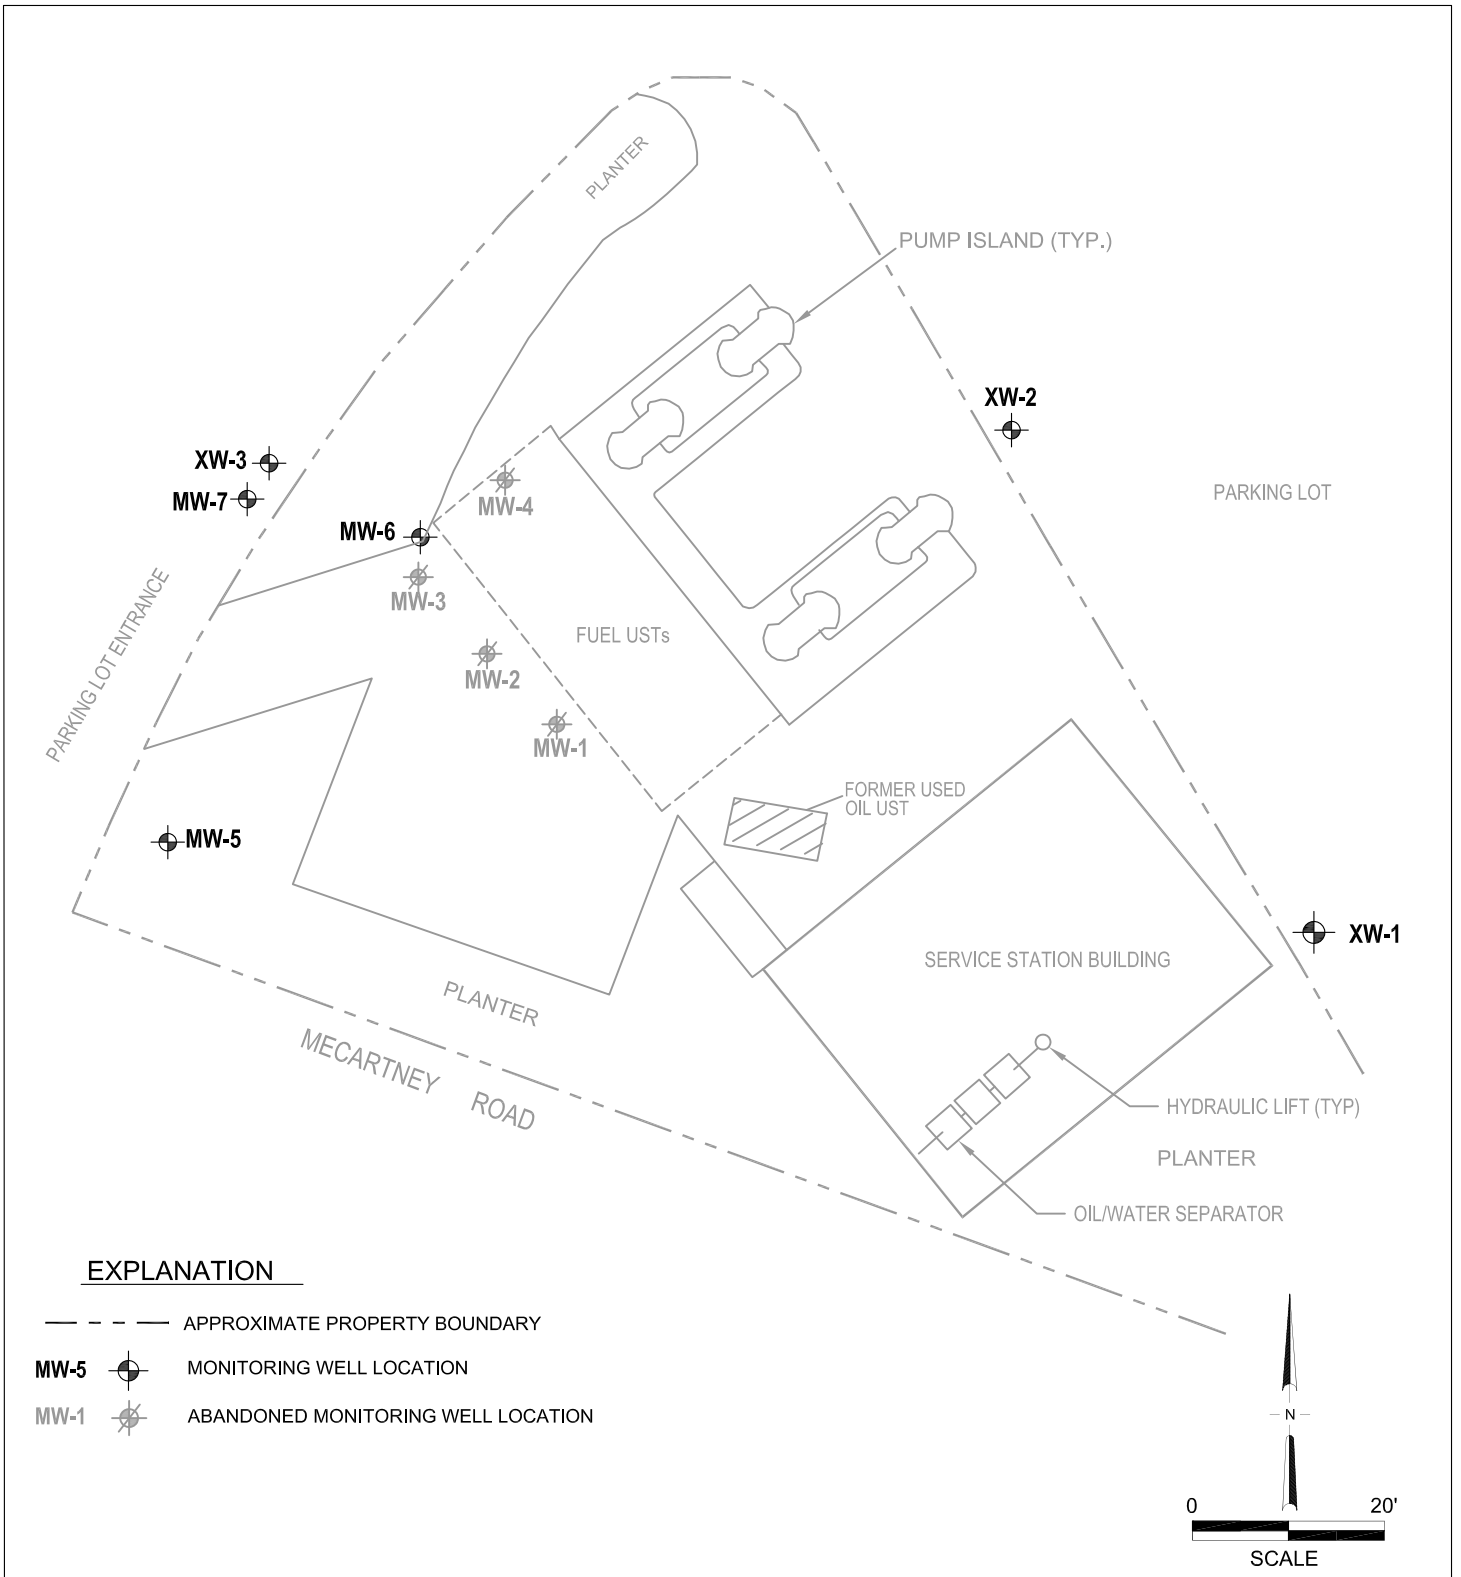 PLANTER
PUMP ISLAND (TYP.)
XW-2
XW-3
MW-7
MW-4
PARKING LOT
MW-6
MW-3
PARKING LOT ENTRANCE
FUEL USTs
MW-2
MW-1
FORMER USED
OIL UST
MW-5
XW-1
SERVICE STATION BUILDING
PLANTER
MECARTNEY ROAD
HYDRAULIC LIFT (TYP)
PLANTER
OIL/WATER SEPARATOR
EXPLANATION
APPROXIMATE PROPERTY BOUNDARY
MW-5 MONITORING WELL LOCATION
MW-1 ABANDONED MONITORING WELL LOCATION
N
0 20'
SCALE